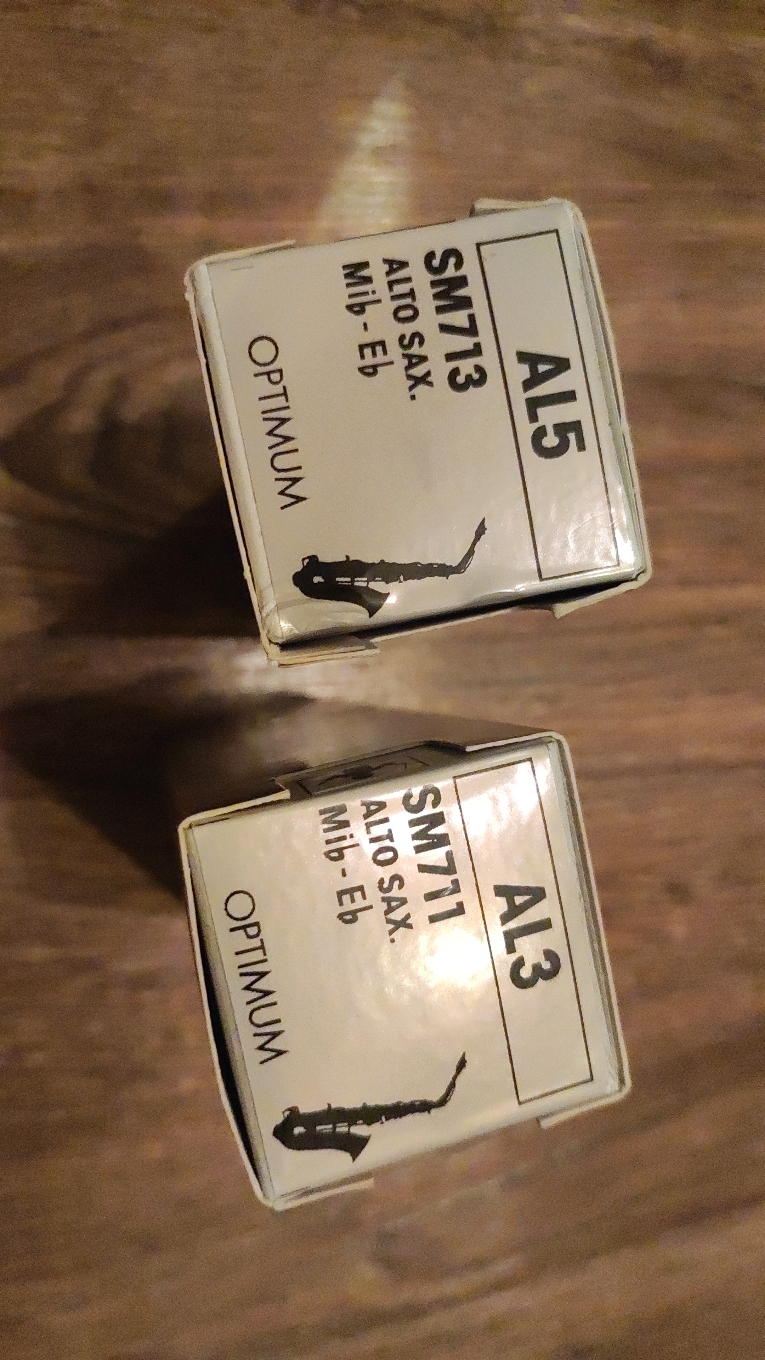 AL5
SM713
ALTO SAX.
Mib - Eb
OPTIMUM
AL3
SM711
ALTO SAX.
Mib - Eb
OPTIMUM